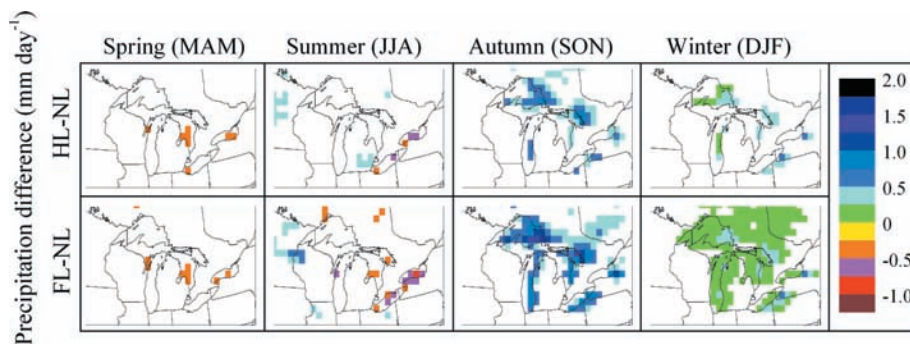 Precipitation difference (mm day-1)
Spring (MAM)
Summer (JJA)
Autumn (SON)
Winter (DJF)
HL-NL
FL-NL
2.0
1.5
1.0
0.5
0
-0.5
-1.0